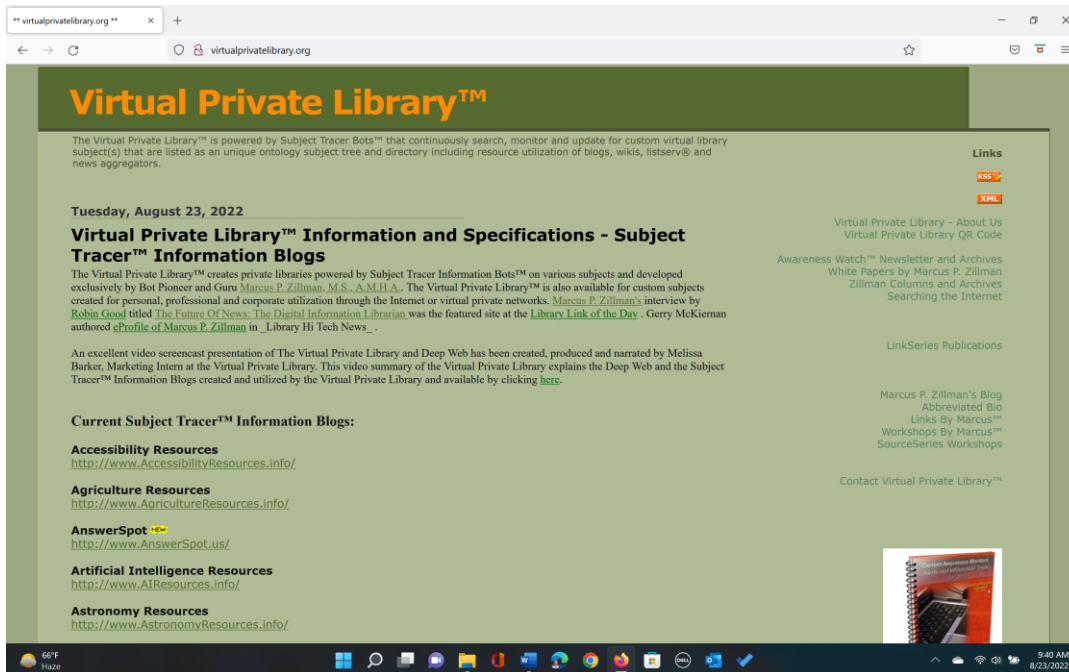 ** virtualprivatelibrary.org **
virtualprivatelibrary.org
Virtual Private Library™
The Virtual Private Library™ is powered by Subject Tracer Bots™ that continuously search, monitor and update for custom virtual library
subject(s) that are listed as an unique ontology subject tree and directory including resource utilization of blogs, wikis, listserv® and
news aggregators.
Tuesday, August 23, 2022
Virtual Private Library™ Information and Specifications - Subject
Tracer™ Information Blogs
The Virtual Private Library™ creates private libraries powered by Subject Tracer Information Bots™ on various subjects and developed
exclusively by Bot Pioneer and Guru Marcus P. Zillman, M.S., A.M.H.A.. The Virtual Private Library™ is also available for custom subjects
created for personal, professional and corporate utilization through the Internet or virtual private networks. Marcus P. Zillman's interview by
Robin Good titled The Future Of News: The Digital Information Librarian was the featured site at the Library Link of the Day . Gerry McKiernan
authored eProfile of Marcus P. Zillman in _Library Hi Tech News_ .
An excellent video screencast presentation of The Virtual Private Library and Deep Web has been created, produced and narrated by Melissa
Barker, Marketing Intern at the Virtual Private Library. This video summary of the Virtual Private Library explains the Deep Web and the Subject
Tracer™ Information Blogs created and utilized by the Virtual Private Library and available by clicking here.
Current Subject Tracer™ Information Blogs:
Accessibility Resources
http://www.AccessibilityResources.info/
Agriculture Resources
http://www.AgricultureResources.info/
AnswerSpot NEW
http://www.AnswerSpot.us/
Artificial Intelligence Resources
http://www.AIResources.info/
Astronomy Resources
http://www.AstronomyResources.info/
Links
RSS
XML
Virtual Private Library - About Us
Virtual Private Library QR Code
Awareness Watch™ Newsletter and Archives
White Papers by Marcus P. Zillman
Zillman Columns and Archives
Searching the Internet
LinkSeries Publications
Marcus P. Zillman's Blog
Abbreviated Bio
Links By Marcus™
Workshops By Marcus™
SourceSeries Workshops
Contact Virtual Private Library™
Current Awareness Monitors
66°F
Haze
DELL
9:40 AM
8/23/2022